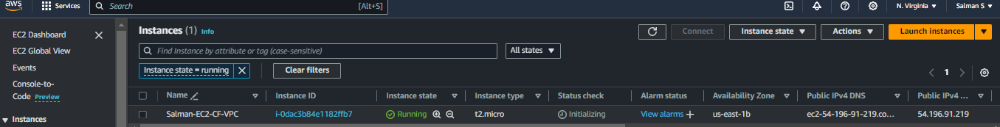 aws
Services
Search
[Alt+S]
N. Virginia
Salman S
EC2 Dashboard
EC2 Global View
Events
Console-to-
Code Preview
Instances
Instances (1) Info
Connect
Instance state
Actions
Launch instances
Find Instance by attribute or tag (case-sensitive)
All states
Instance state = running
Clear filters
1
Name Instance ID Instance state Instance type Status check Alarm status Availability Zone Public IPv4 DNS Public IPv4 ...
Salman-EC2-CF-VPC i-0dac3b84e1182ffb7 Running t2.micro Initializing View alarms + us-east-1b ec2-54-196-91-219.co... 54.196.91.219